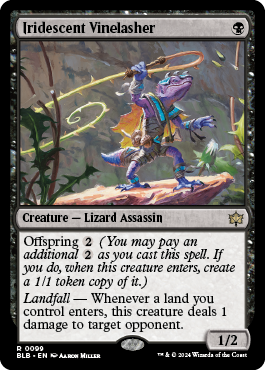 Iridescent Vinelasher
Creature — Lizard Assassin
Offspring 2 (You may pay an
additional 2 as you cast this spell. If
you do, when this creature enters, create
a 1/1 token copy of it.)
Landfall — Whenever a land you
control enters, this creature deals 1
damage to target opponent.
1/2
R 0099
BLB • EN Aaron Miller
™ & © 2024 Wizards of the Coast